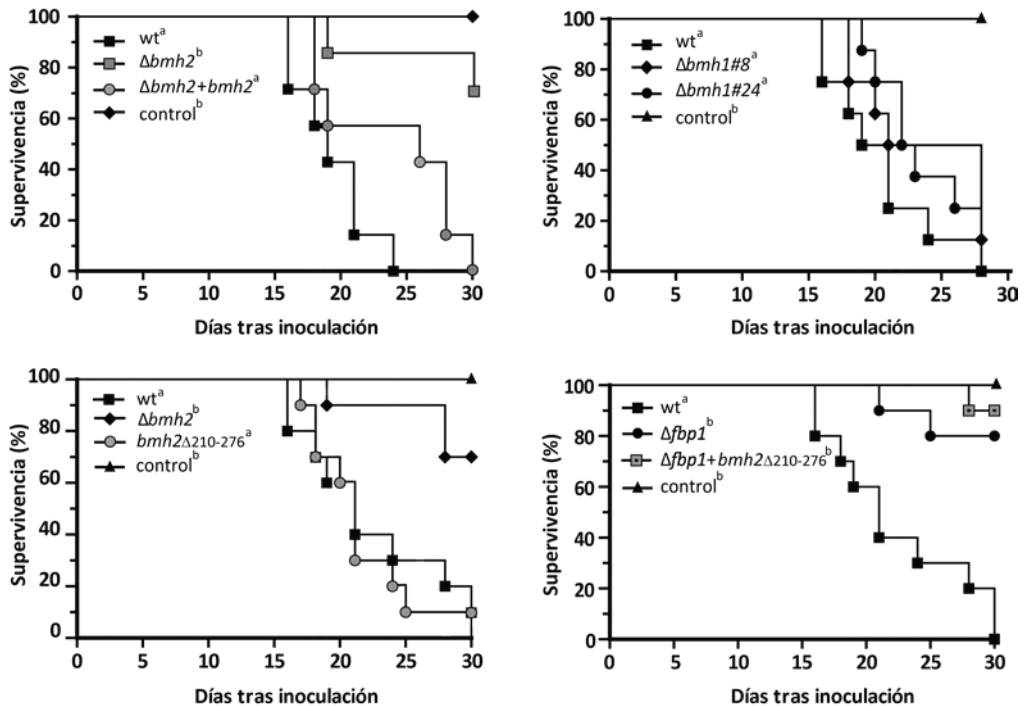 100
80
60
40
20
0
Supervivencia (%)
wtᵃ
Δbmh2ᵇ
Δbmh2+bmh2ᵃ
controlᵇ
0 5 10 15 20 25 30
Días tras inoculación
100
80
60
40
20
0
Supervivencia (%)
wtᵃ
Δbmh1#8ᵃ
Δbmh1#24ᵃ
controlᵇ
0 5 10 15 20 25 30
Días tras inoculación
100
80
60
40
20
0
Supervivencia (%)
wtᵃ
Δbmh2ᵇ
bmh2Δ210-276ᵃ
controlᵇ
0 5 10 15 20 25 30
Días tras inoculación
100
80
60
40
20
0
Supervivencia (%)
wtᵃ
Δfbp1ᵇ
Δfbp1+bmh2Δ210-276ᵇ
controlᵇ
0 5 10 15 20 25 30
Días tras inoculación